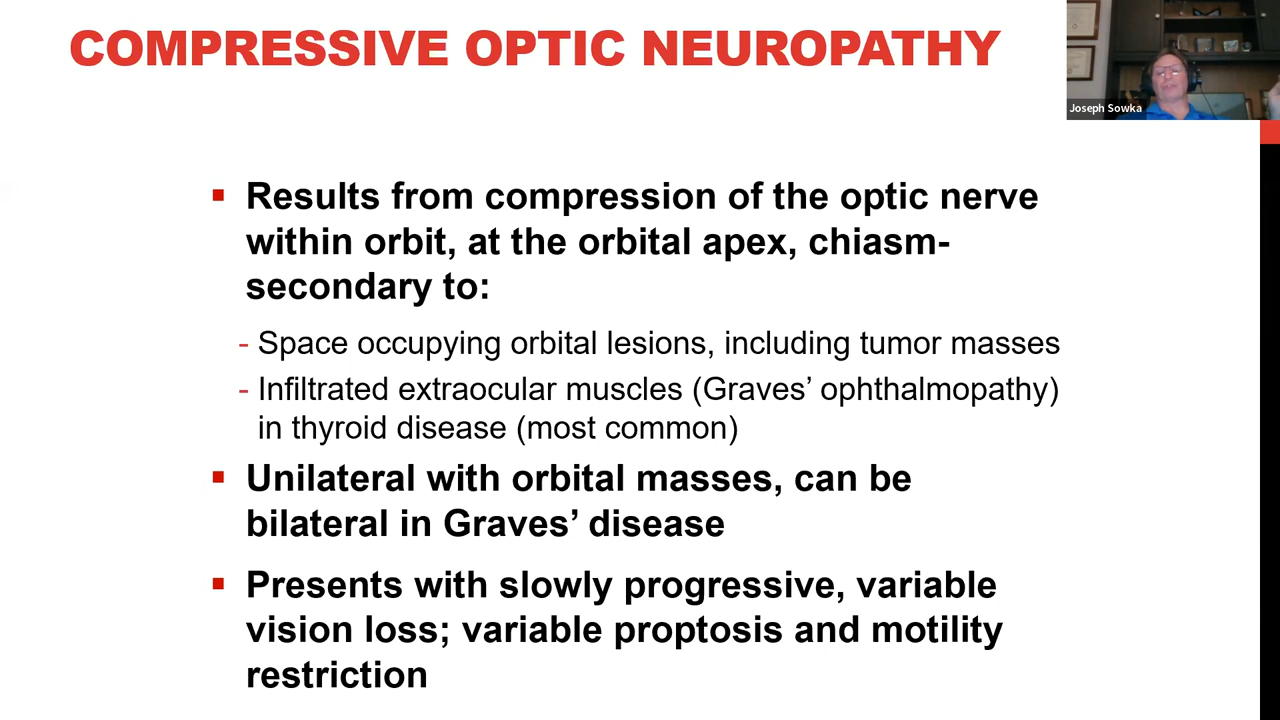 COMPRESSIVE OPTIC NEUROPATHY
Joseph Sowka
▪ Results from compression of the optic nerve
within orbit, at the orbital apex, chiasm-
secondary to:
- Space occupying orbital lesions, including tumor masses
- Infiltrated extraocular muscles (Graves’ ophthalmopathy)
in thyroid disease (most common)
▪ Unilateral with orbital masses, can be
bilateral in Graves’ disease
▪ Presents with slowly progressive, variable
vision loss; variable proptosis and motility
restriction